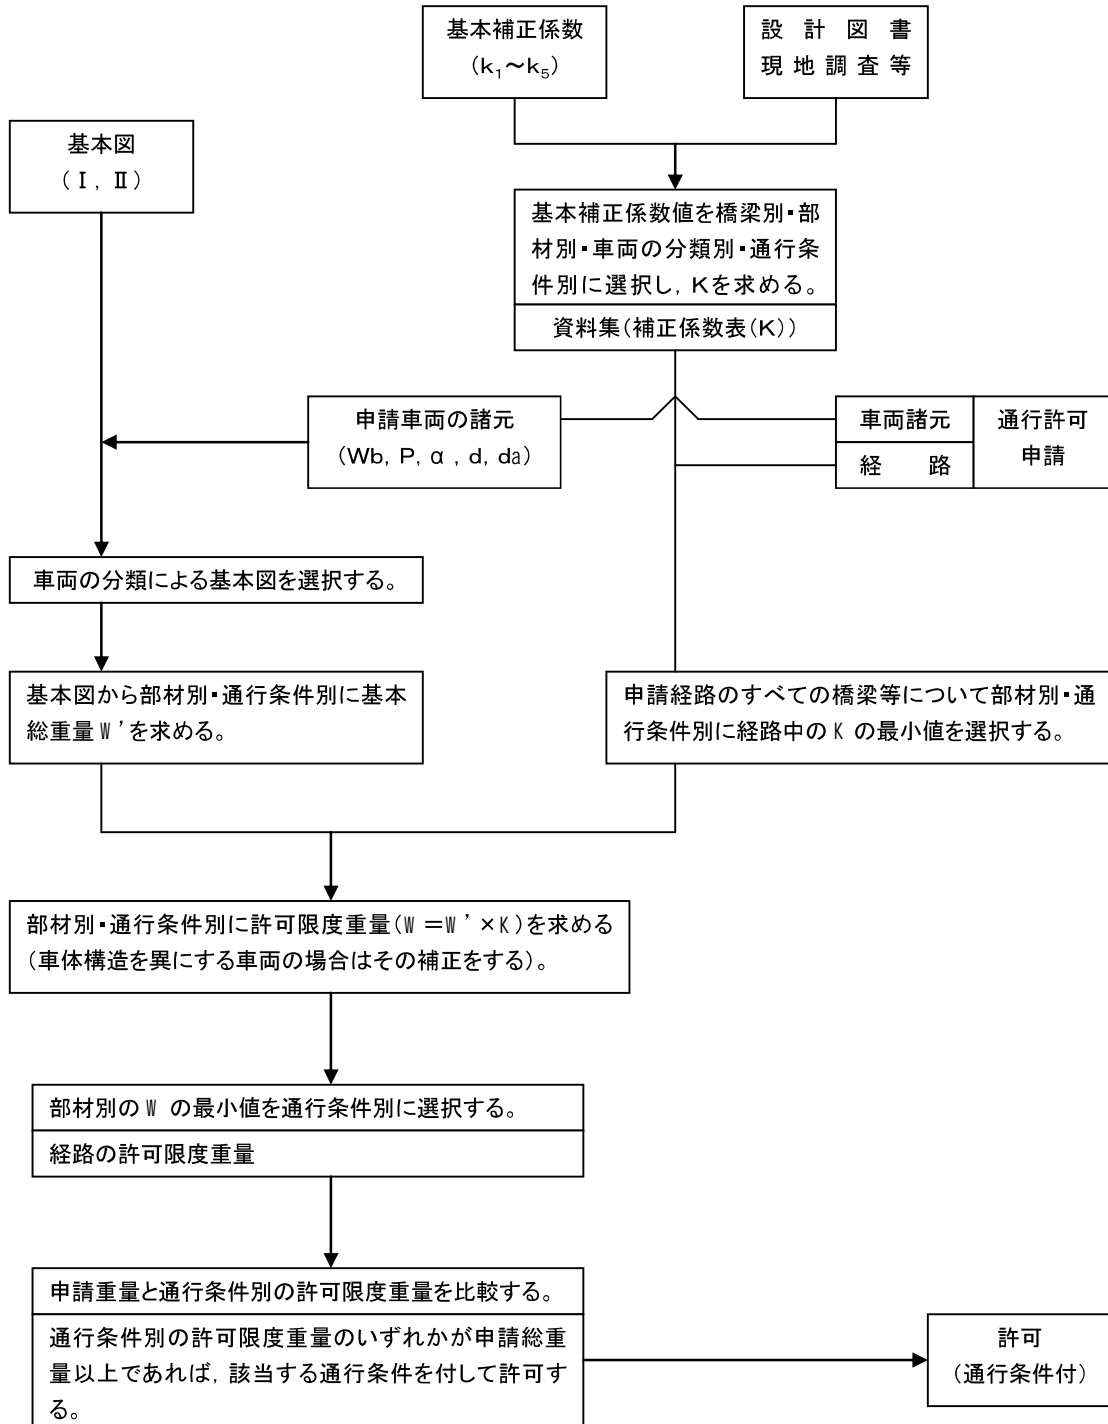 基本補正係数
(k₁～k₅)
設計図書
現地調査等
基本図
(Ⅰ, Ⅱ)
基本補正係数値を橋梁別・部
材別・車両の分類別・通行条
件別に選択し, Kを求める。
資料集(補正係数表(K))
申請車両の諸元
(Wb, P, α, d, da)
車両諸元
経 路
通行許可
申請
車両の分類による基本図を選択する。
基本図から部材別・通行条件別に基本
総重量W'を求める。
申請経路のすべての橋梁等について部材別・通
行条件別に経路中のK の最小値を選択する。
部材別・通行条件別に許可限度重量(W=W'×K)を求める
(車体構造を異にする車両の場合はその補正をする)。
部材別のW の最小値を通行条件別に選択する。
経路の許可限度重量
申請重量と通行条件別の許可限度重量を比較する。
通行条件別の許可限度重量のいずれかが申請総重
量以上であれば, 該当する通行条件を付して許可す
る。
許可
(通行条件付)